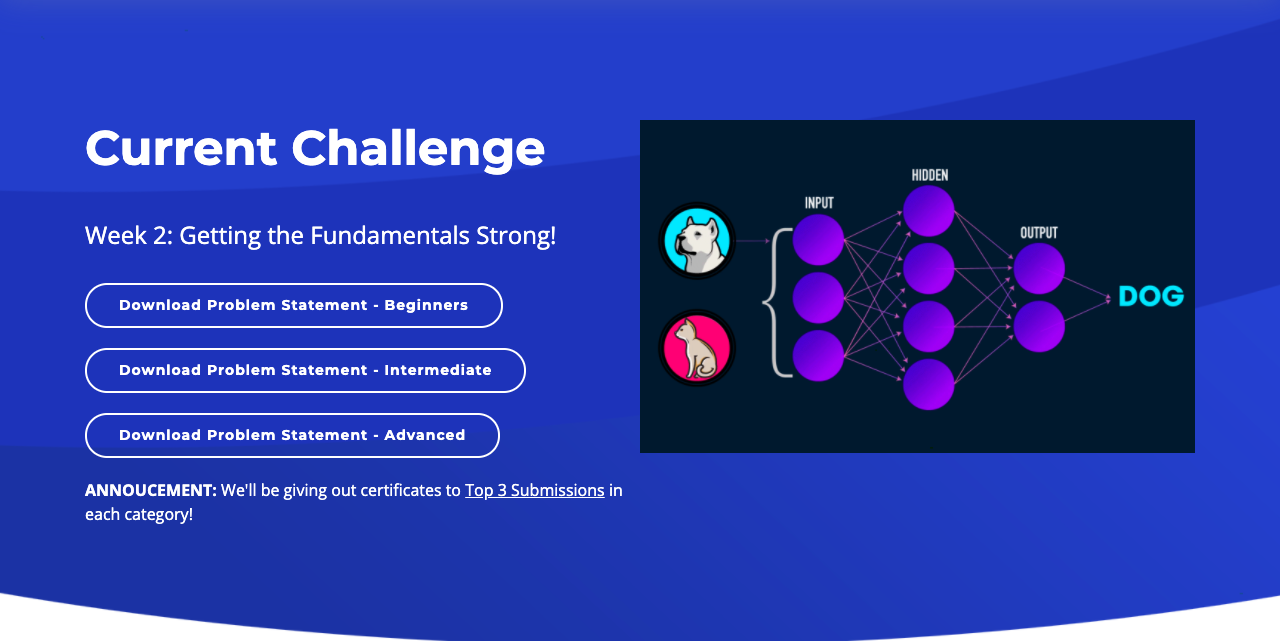 Current Challenge
Week 2: Getting the Fundamentals Strong!
Download Problem Statement - Beginners
Download Problem Statement - Intermediate
Download Problem Statement - Advanced
ANNOUCEMENT: We'll be giving out certificates to Top 3 Submissions in
each category!
HIDDEN
INPUT
OUTPUT
DOG